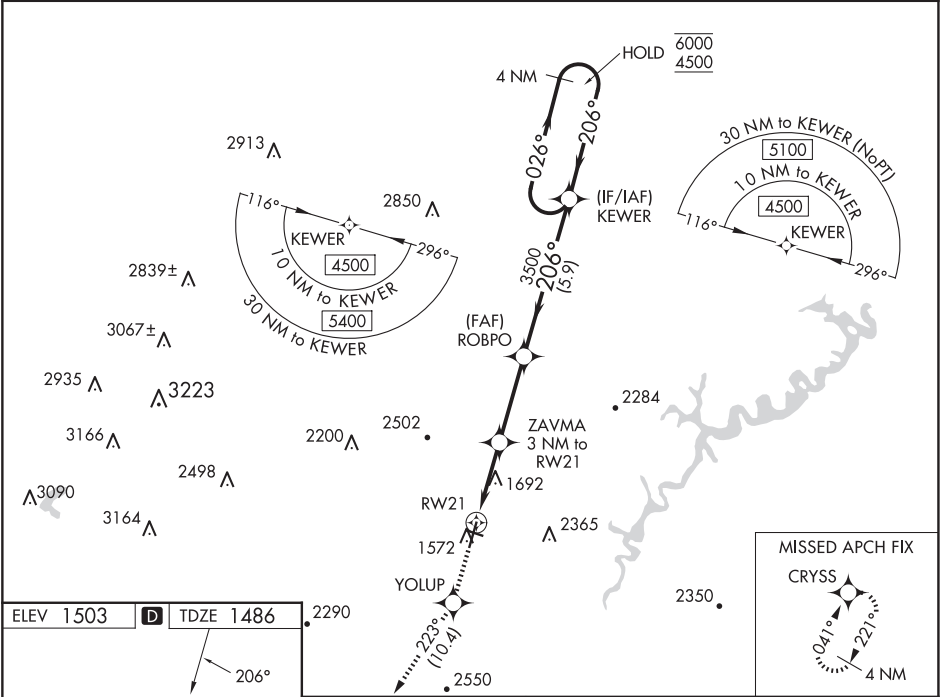 HOLD 6000
4500
4 NM
026°
206°
(IF/IAF)
KEWER
2913
2850
116°
KEWER
296°
4500
10 NM to KEWER
5400
30 NM to KEWER
30 NM to KEWER (NoPT)
5100
10 NM to KEWER
4500
116°
KEWER
296°
3500
206°
(5.9)
2839±
3067±
2935
3223
3166
2498
3090
3164
(FAF)
ROBPO
2284
2502
2200
ZAVMA
3 NM to
RW21
1692
RW21
1572
2365
YOLUP
223°
(10.4)
2290
2350
2550
MISSED APCH FIX
CRYSS
041°
221°
4 NM
ELEV 1503 D TDZE 1486
206°